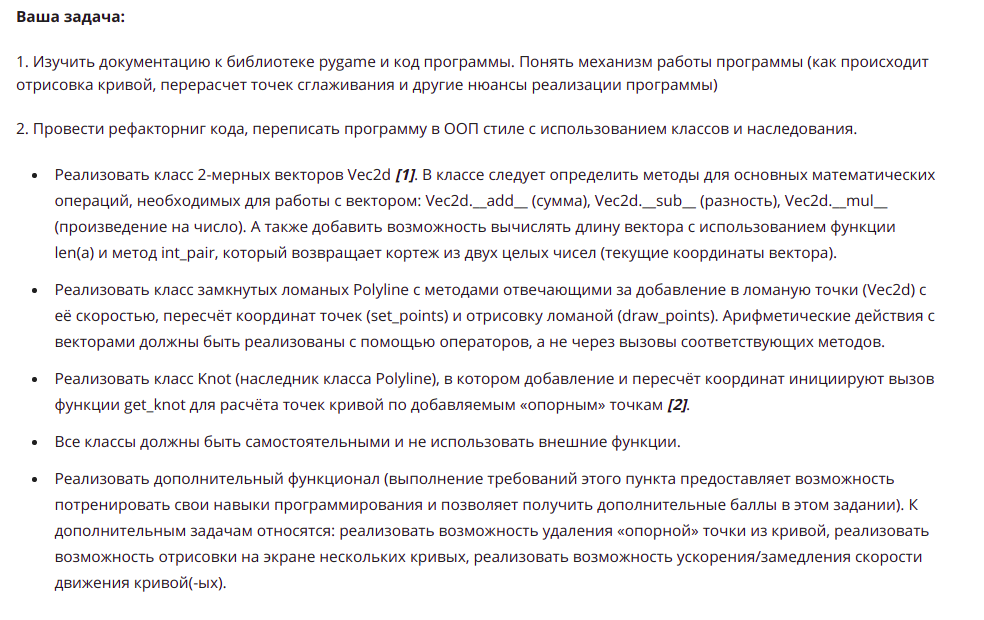 Ваша задача:
1. Изучить документацию к библиотеке pygame и код программы. Понять механизм работы программы (как происходит
отрисовка кривой, перерасчет точек сглаживания и другие нюансы реализации программы)
2. Провести рефакторниг кода, переписать программу в ООП стиле с использованием классов и наследования.
• Реализовать класс 2-мерных векторов Vec2d [1]. В классе следует определить методы для основных математических
операций, необходимых для работы с вектором: Vec2d.__add__ (сумма), Vec2d.__sub__ (разность), Vec2d.__mul__
(произведение на число). А также добавить возможность вычислять длину вектора с использованием функции
len(a) и метод int_pair, который возвращает кортеж из двух целых чисел (текущие координаты вектора).
• Реализовать класс замкнутых ломаных Polyline с методами отвечающими за добавление в ломаную точки (Vec2d) c
её скоростью, пересчёт координат точек (set_points) и отрисовку ломаной (draw_points). Арифметические действия с
векторами должны быть реализованы с помощью операторов, а не через вызовы соответствующих методов.
• Реализовать класс Knot (наследник класса Polyline), в котором добавление и пересчёт координат инициируют вызов
функции get_knot для расчёта точек кривой по добавляемым «опорным» точкам [2].
• Все классы должны быть самостоятельными и не использовать внешние функции.
• Реализовать дополнительный функционал (выполнение требований этого пункта предоставляет возможность
потренировать свои навыки программирования и позволяет получить дополнительные баллы в этом задании). К
дополнительным задачам относятся: реализовать возможность удаления «опорной» точки из кривой, реализовать
возможность отрисовки на экране нескольких кривых, реализовать возможность ускорения/замедления скорости
движения кривой(-ых).